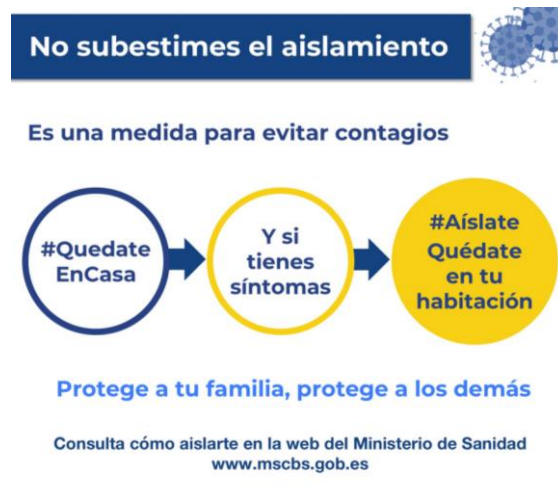 No subestimes el aislamiento
Es una medida para evitar contagios
#Quedate
EnCasa
Y si
tienes
síntomas
#Aíslate
Quédate
en tu
habitación
Protege a tu familia, protege a los demás
Consulta cómo aislarte en la web del Ministerio de Sanidad
www.mscbs.gob.es